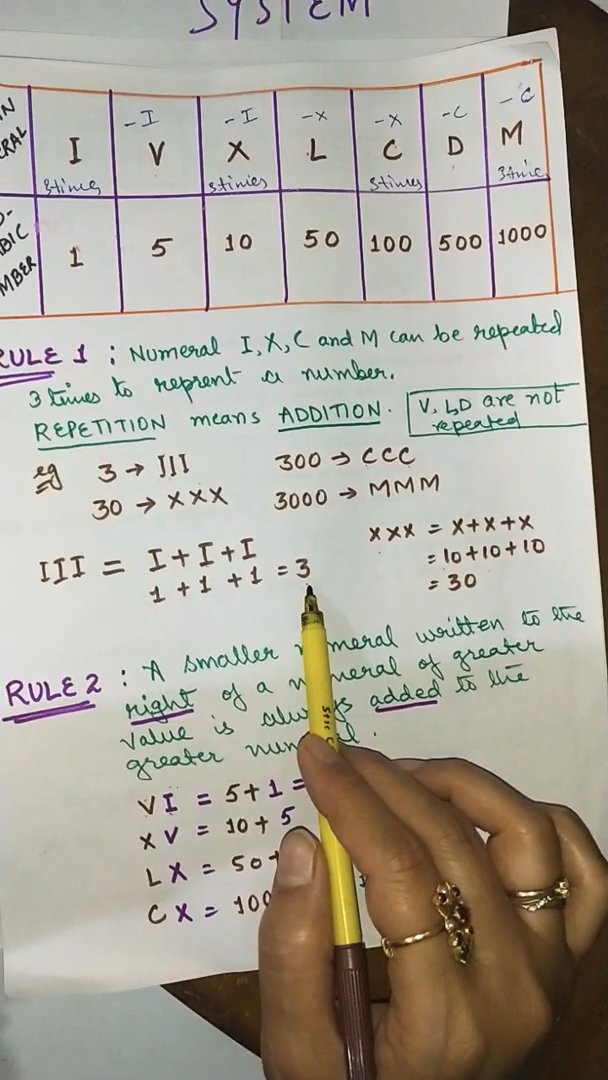 SYSTEM
I V X L C D M
-I -I -X -X -C -C
3times 3times 3times 3time
1 5 10 50 100 500 1000
RULE 1 : NUMERAL I, X, C and M can be repeated
3 times to reprent a number.
REPETITION means ADDITION.
V, L, D are not
repeated
eg 3 → III 300 → CCC
30 → XXX 3000 → MMM
III = I + I + I
1 + 1 + 1 = 3
XXX = X+X+X
= 10+10+10
= 30
RULE 2 : A smaller numeral written to the
right of a numeral of greater
value is always added to the
greater
VI = 5+1 =
XV = 10+5
LX = 50+
CX = 100